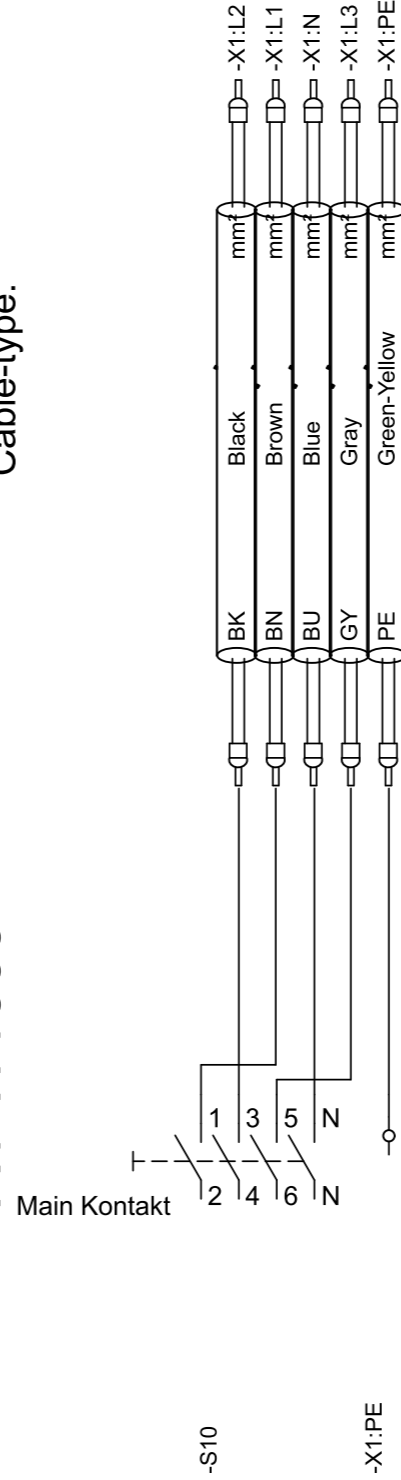 Cable-type:
-X1:L2
-X1:L1
-X1:N
-X1:L3
-X1:PE
mm²
mm²
mm²
mm²
mm²
Black
Brown
Blue
Gray
Green-Yellow
BK
BN
BU
GY
PE
1 3 5 N
Main Kontakt 2 4 6 N
-S10
-X1:PE